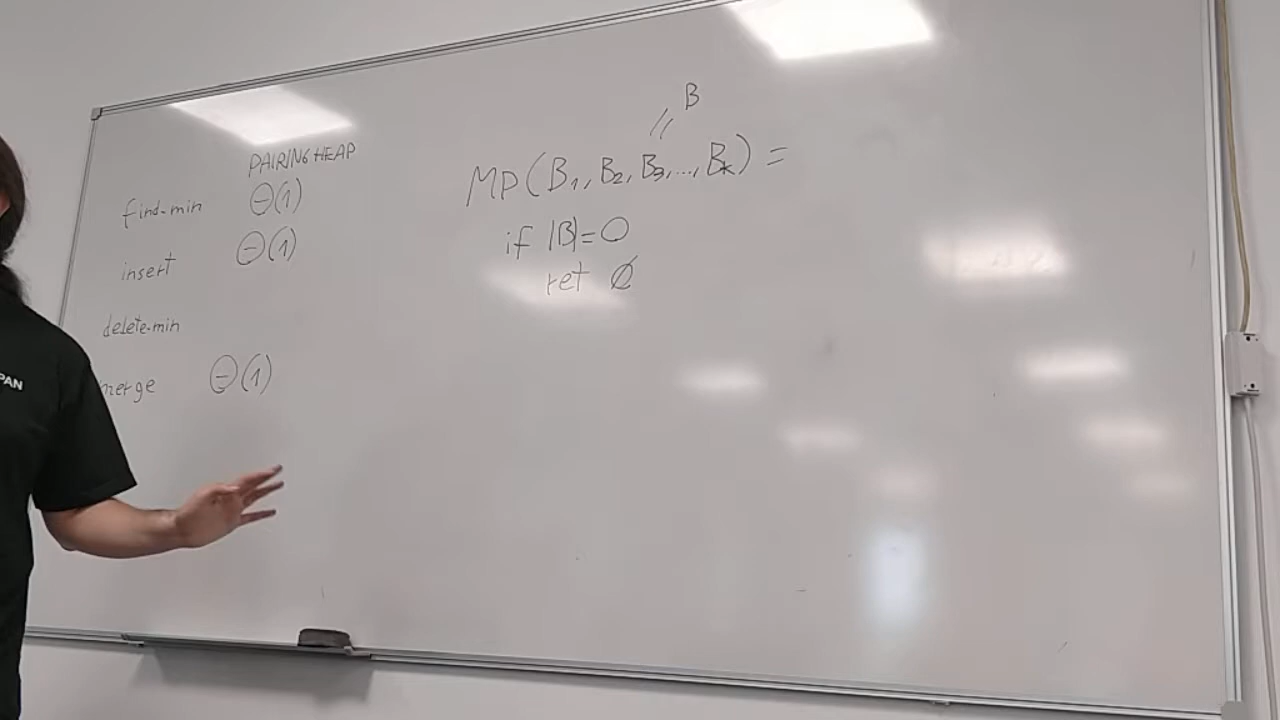 PAIRING HEAP
find-min Θ(1)
insert Θ(1)
delete-min
merge Θ(1)
B
//
MP(B₁, B₂, B₃, ..., Bₖ) =
if |B|=0
ret ∅
PAN